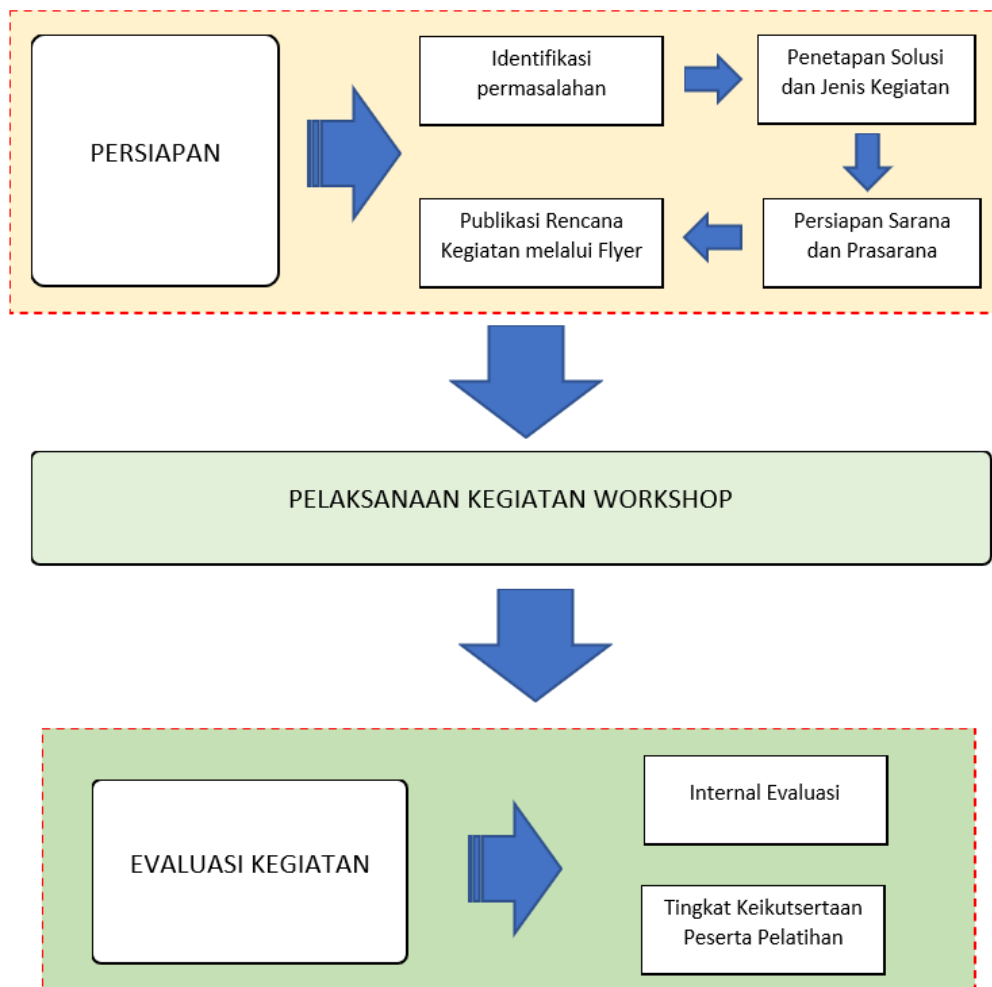 PERSIAPAN
Identifikasi
permasalahan
Penetapan Solusi
dan Jenis Kegiatan
Persiapan Sarana
dan Prasarana
Publikasi Rencana
Kegiatan melalui Flyer
PELAKSANAAN KEGIATAN WORKSHOP
EVALUASI KEGIATAN
Internal Evaluasi
Tingkat Keikutsertaan
Peserta Pelatihan